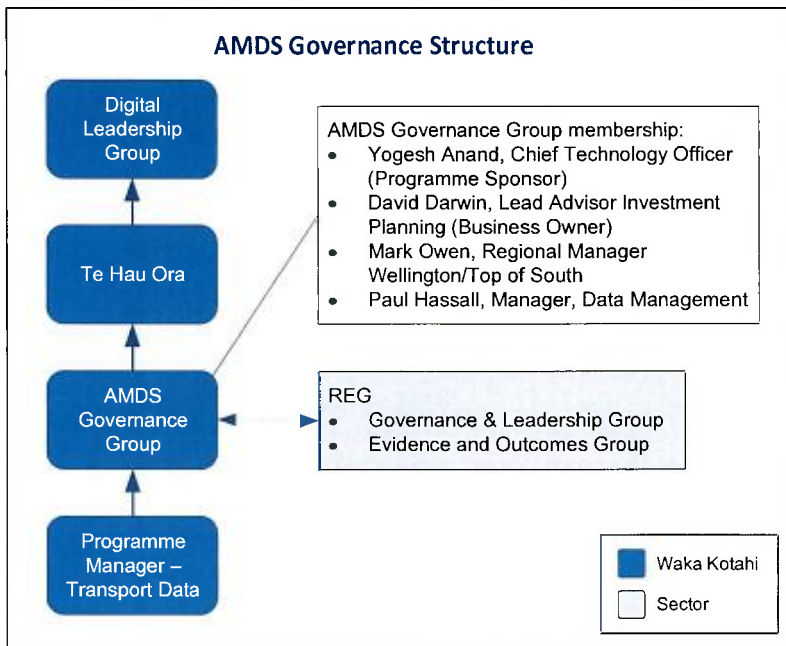 AMDS Governance Structure
Digital
Leadership
Group
Te Hau Ora
AMDS
Governance
Group
Programme
Manager –
Transport Data
AMDS Governance Group membership:
• Yogesh Anand, Chief Technology Officer
(Programme Sponsor)
• David Darwin, Lead Advisor Investment
Planning (Business Owner)
• Mark Owen, Regional Manager
Wellington/Top of South
• Paul Hassall, Manager, Data Management
REG
• Governance & Leadership Group
• Evidence and Outcomes Group
Waka Kotahi
Sector